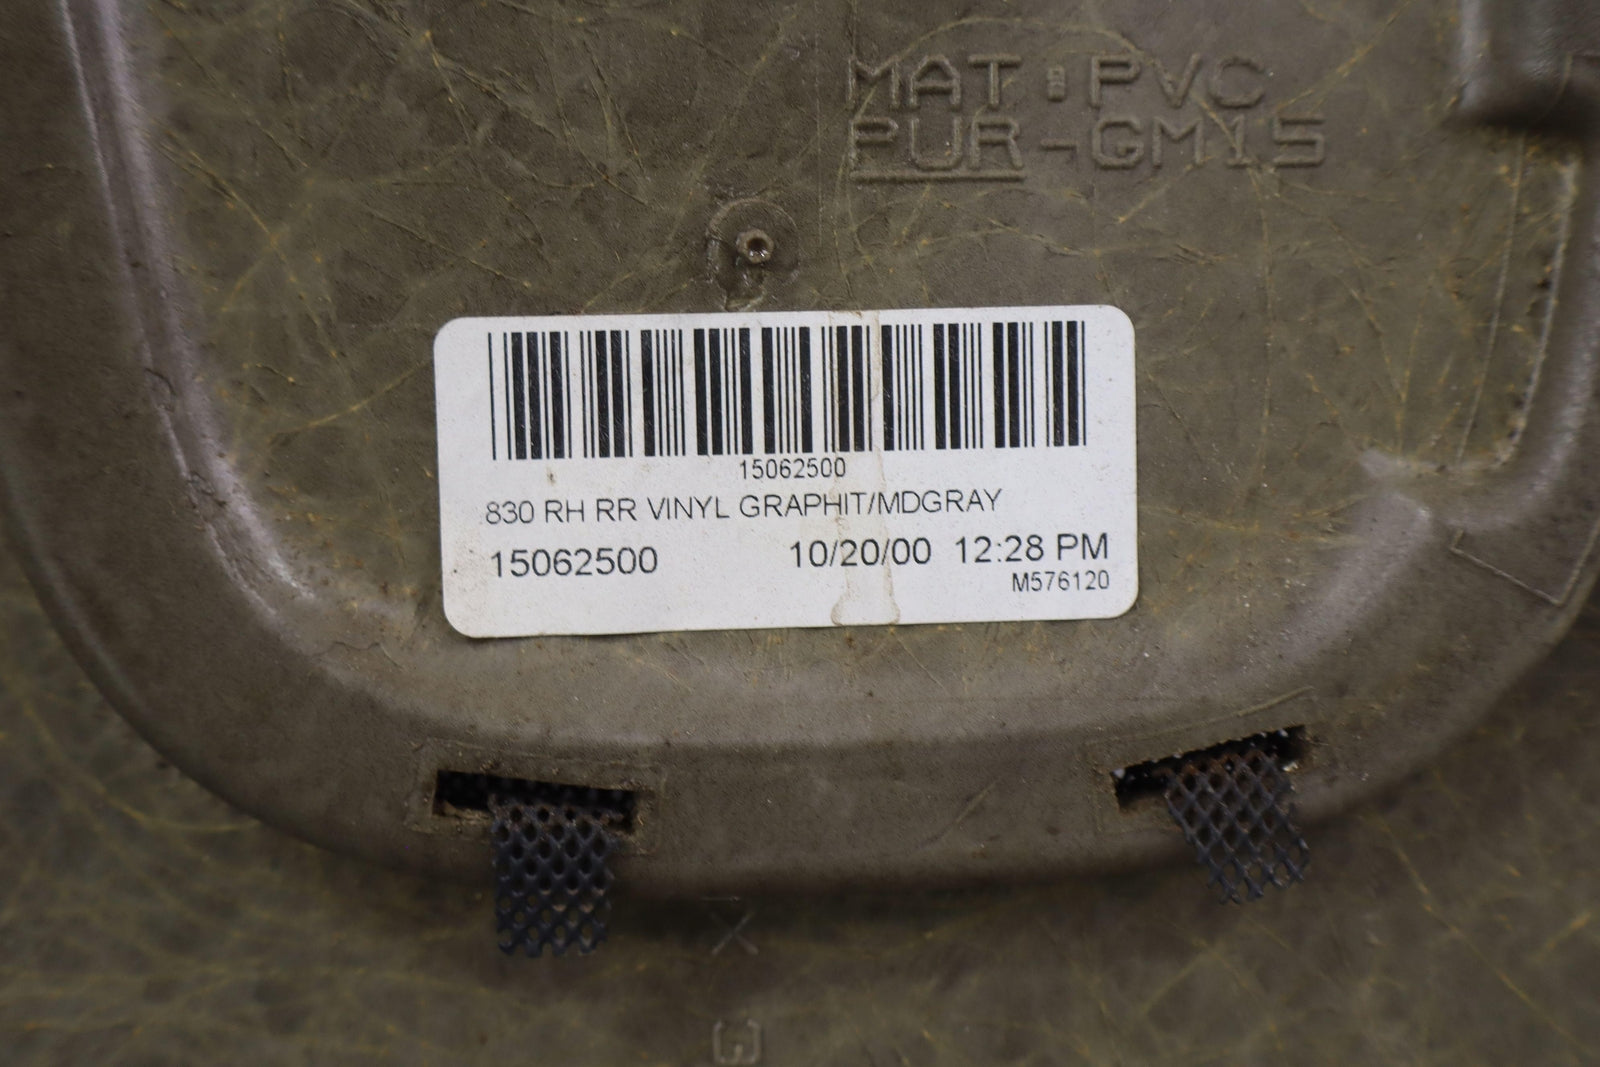 MAT:PVC
PUR-GM15
15062500
830 RH RR VINYL GRAPHIT/MDGRAY
15062500 10/20/00 12:28 PM
M576120